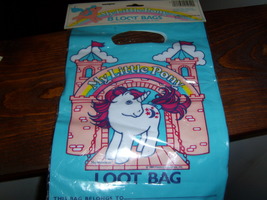 8 LOOT BAGS
My Little Pony
LOOT BAG
THIS BAG BELONGS TO